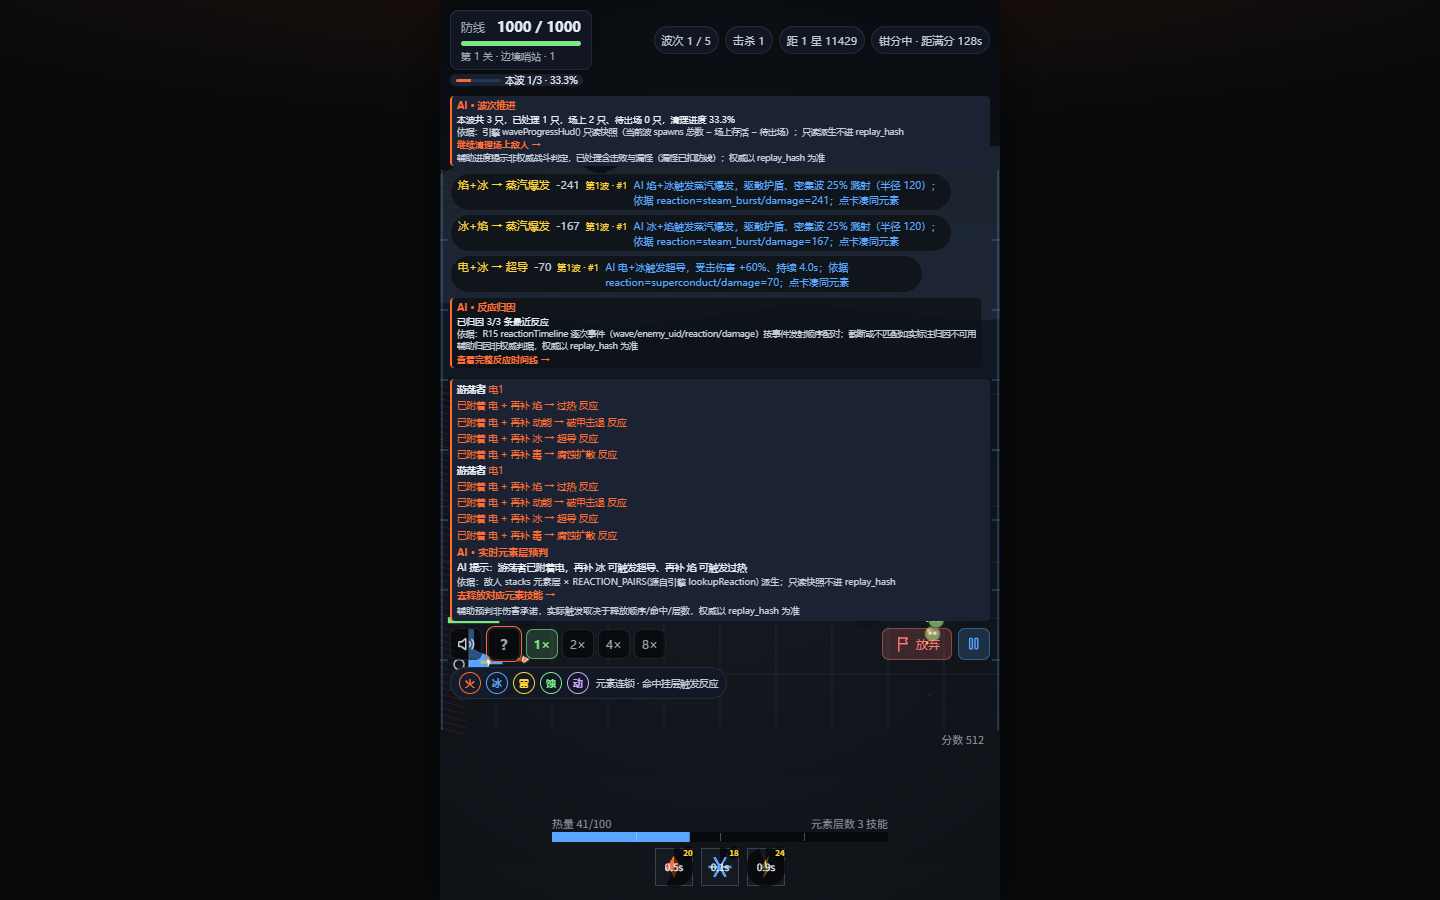 防线 1000 / 1000
第 1 关 · 边境哨站 · 1
波次 1 / 5
击杀 1
距 1 星 11429
钳分中 · 距满分 128s
本波 1/3 · 33.3%
AI • 波次推进
本波共 3 只，已处理 1 只，场上 2 只、待出场 0 只，清理进度 33.3%
依据：引擎 waveProgressHud() 只读快照（当前波 spawns 总数 − 场上存活 − 待出场）；只读派生不进 replay_hash
继续清理场上敌人 →
辅助进度提示非权威战斗判定，已处理含击败与漏怪（漏怪已扣防线）；权威以 replay_hash 为准
焰+冰 → 蒸汽爆发 -241 第1波 · #1 AI 焰+冰触发蒸汽爆发，驱散护盾、密集波 25% 溅射（半径 120）；
依据 reaction=steam_burst/damage=241；点卡凑同元素
冰+焰 → 蒸汽爆发 -167 第1波 · #1 AI 冰+焰触发蒸汽爆发，驱散护盾、密集波 25% 溅射（半径 120）；
依据 reaction=steam_burst/damage=167；点卡凑同元素
电+冰 → 超导 -70 第1波 · #1 AI 电+冰触发超导，受击伤害 +60%、持续 4.0s；依据
reaction=superconduct/damage=70；点卡凑同元素
AI • 反应归因
已归因 3/3 条最近反应
依据：R15 reactionTimeline 逐次事件（wave/enemy_uid/reaction/damage）按事件发射顺序配对；截断或不匹配如实标注归因不可用
辅助归因非权威判据，权威以 replay_hash 为准
查看完整反应时间线 →
游荡者 电1
已附着 电 + 再补 焰 → 过热 反应
已附着 电 + 再补 动能 → 破甲击退 反应
已附着 电 + 再补 冰 → 超导 反应
已附着 电 + 再补 毒 → 腐蚀扩散 反应
游荡者 电1
已附着 电 + 再补 焰 → 过热 反应
已附着 电 + 再补 动能 → 破甲击退 反应
已附着 电 + 再补 冰 → 超导 反应
已附着 电 + 再补 毒 → 腐蚀扩散 反应
AI • 实时元素层预判
AI 提示：游荡者已附着电，再补 冰 可触发超导、再补 焰 可触发过热
依据：敌人 stacks 元素层 × REACTION_PAIRS(源自引擎 lookupReaction) 派生；只读快照不进 replay_hash
去释放对应元素技能 →
辅助预判非伤害承诺，实际触发取决于释放顺序/命中/层数，权威以 replay_hash 为准
? 1× 2× 4× 8× 放弃
火 冰 雷 蚀 动 元素连锁 · 命中挂层触发反应
分数 512
热量 41/100 元素层数 3 技能
20 18 24
0.5s 0.1s 0.9s